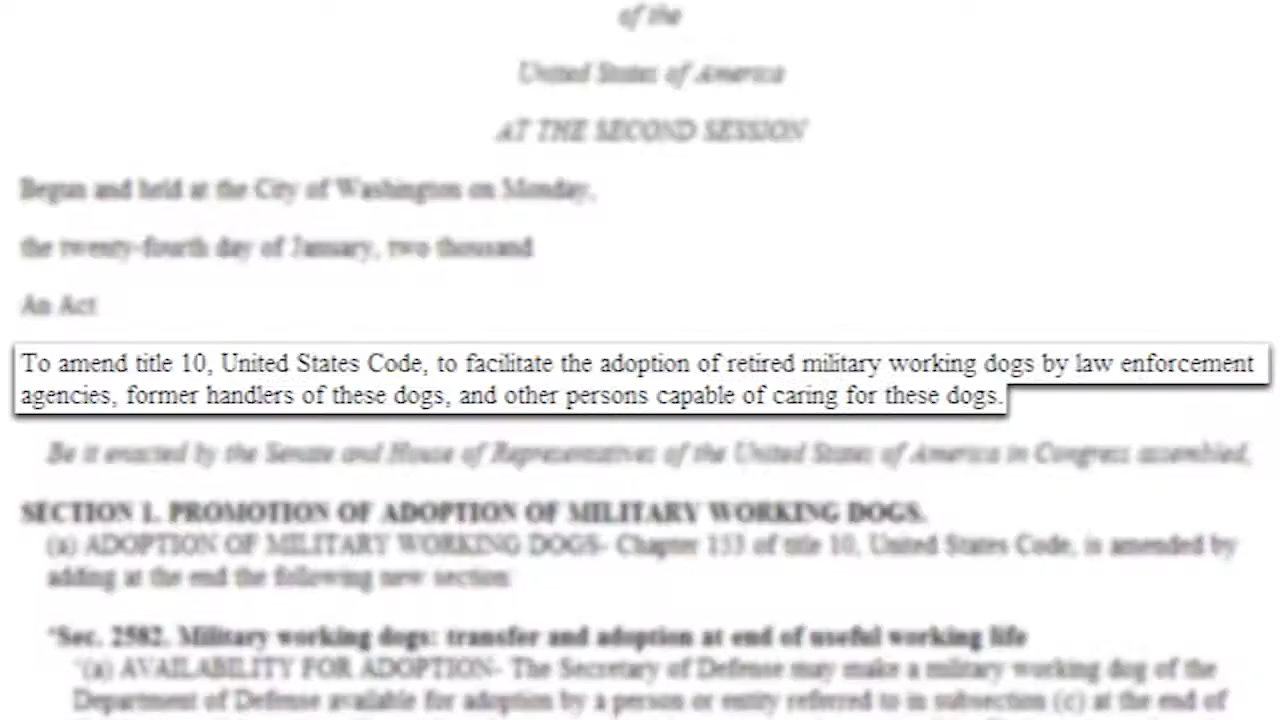 of the
United States of America
AT THE SECOND SESSION
Begun and held at the City of Washington on Monday,
the twenty-fourth day of January, two thousand
An Act
To amend title 10, United States Code, to facilitate the adoption of retired military working dogs by law enforcement
agencies, former handlers of these dogs, and other persons capable of caring for these dogs.
Be it enacted by the Senate and House of Representatives of the United States of America in Congress assembled,
SECTION 1. PROMOTION OF ADOPTION OF MILITARY WORKING DOGS.
(a) ADOPTION OF MILITARY WORKING DOGS- Chapter 153 of title 10, United States Code, is amended by
adding at the end the following new section:
`Sec. 2582. Military working dogs: transfer and adoption at end of useful working life
`(a) AVAILABILITY FOR ADOPTION- The Secretary of Defense may make a military working dog of the
Department of Defense available for adoption by a person or entity referred to in subsection (c) at the end of